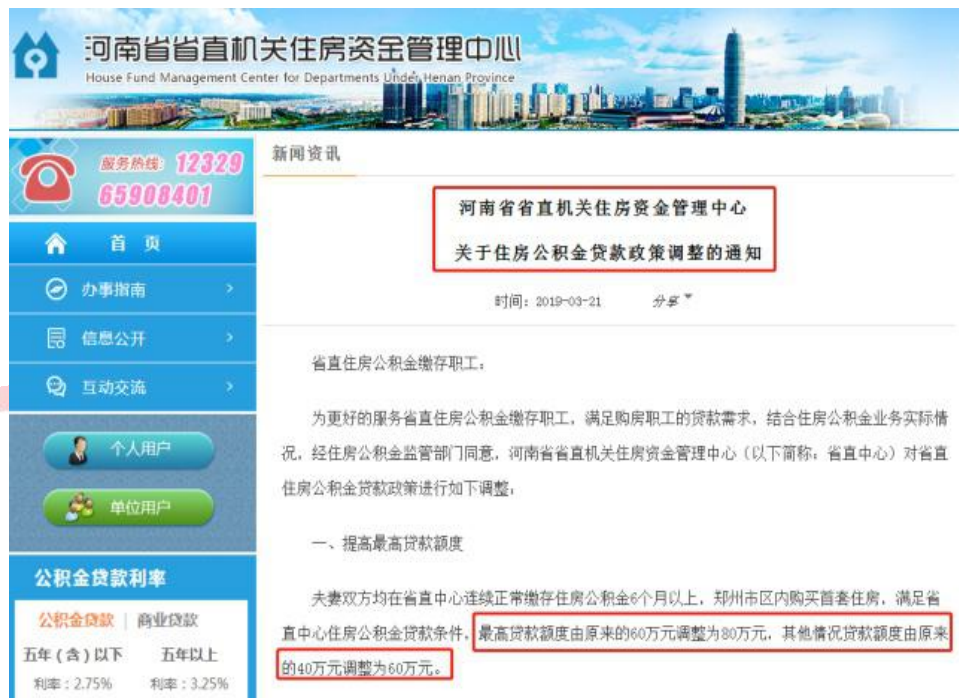 河南省省直机关住房资金管理中心
House Fund Management Center for Departments Under Henan Province
服务热线: 12329
65908401
首 页
办事指南
信息公开
互动交流
个人用户
单位用户
公积金贷款利率
公积金贷款 | 商业贷款
五年(含)以下 五年以上
利率:2.75% 利率:3.25%
新闻资讯
河南省省直机关住房资金管理中心
关于住房公积金贷款政策调整的通知
时间: 2019-03-21 分享
省直住房公积金缴存职工:
为更好的服务省直住房公积金缴存职工, 满足购房职工的贷款需求, 结合住房公积金业务实际情
况, 经住房公积金监管部门同意, 河南省省直机关住房资金管理中心(以下简称: 省直中心)对省直
住房公积金贷款政策进行如下调整:
一、提高最高贷款额度
夫妻双方均在省直中心连续正常缴存住房公积金6个月以上, 郑州市区内购买首套住房, 满足省
直中心住房公积金贷款条件, 最高贷款额度由原来的60万元调整为80万元, 其他情况贷款额度由原来
的40万元调整为60万元。